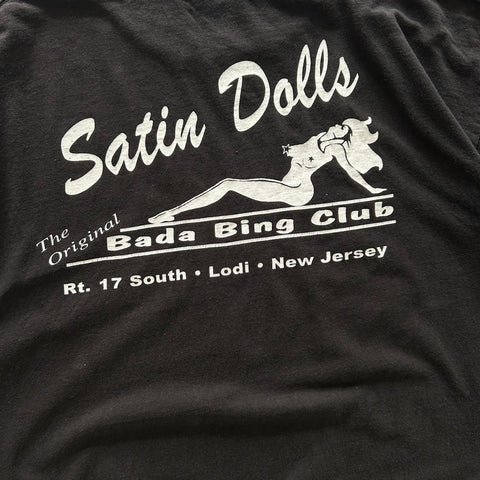 Satin Dolls
The Original
Bada Bing Club
Rt. 17 South • Lodi • New Jersey